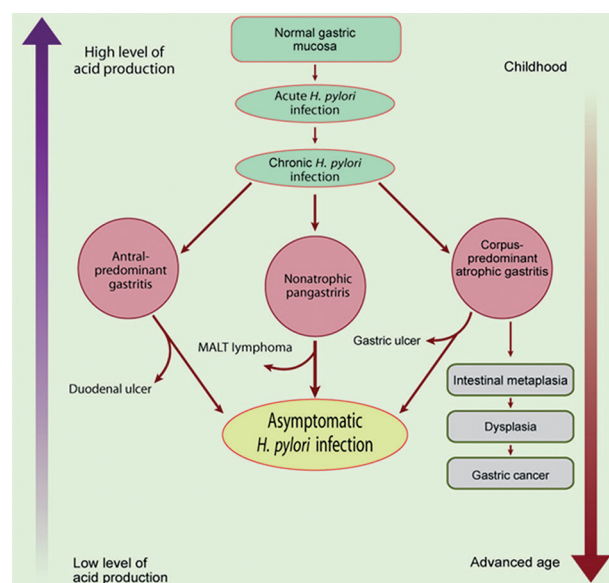 High level of
acid production
Normal gastric
mucosa
Childhood
Acute H. pylori
infection
Chronic H. pylori
infection
Antral-
predominant
gastritis
Nonatrophic
pangastriris
Corpus-
predominant
atrophic gastritis
Duodenal ulcer
MALT lymphoma
Gastric ulcer
Intestinal metaplasia
Dysplasia
Gastric cancer
Asymptomatic
H. pylori infection
Low level of
acid production
Advanced age